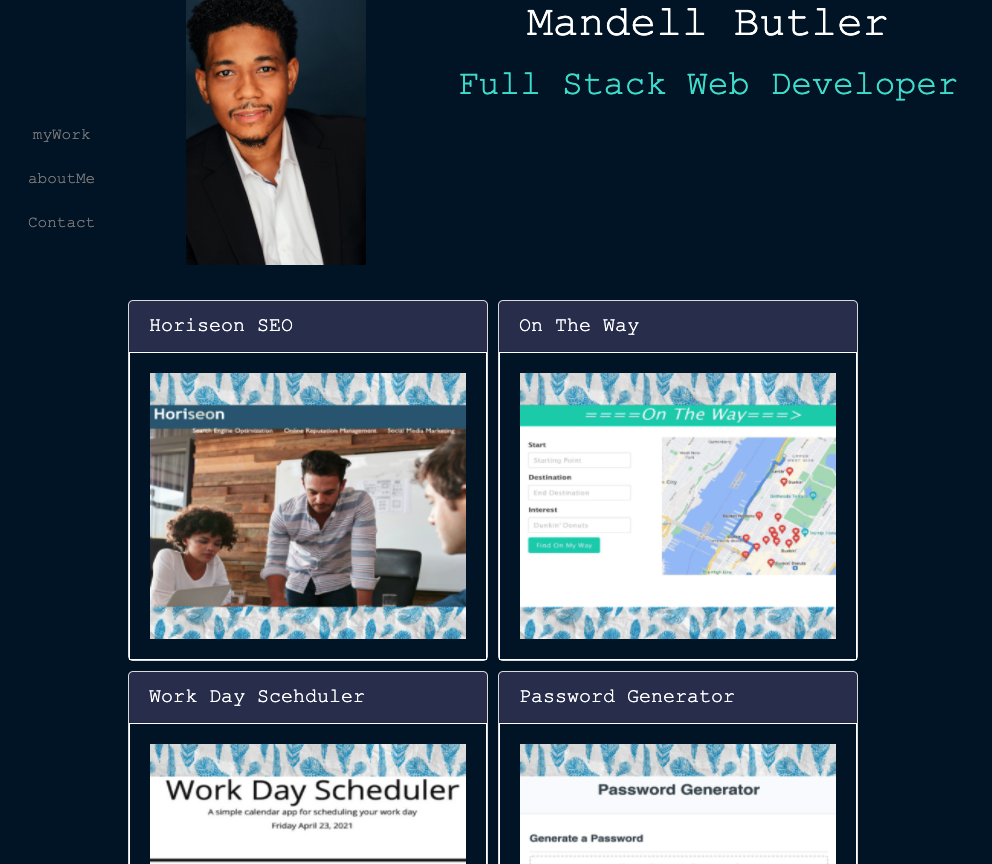 Mandell Butler
Full Stack Web Developer
myWork
aboutMe
Contact
Horiseon SEO
On The Way
Horiseon
Search Engine Optimization Online Reputation Management Social Media Marketing
====On The Way===>
Start
Starting Point
Destination
End Destination
Interest
Dunkin' Donuts
Find On My Way
Work Day Scehduler
Password Generator
Work Day Scheduler
A simple calendar app for scheduling your work day
Friday April 23, 2021
Password Generator
Generate a Password